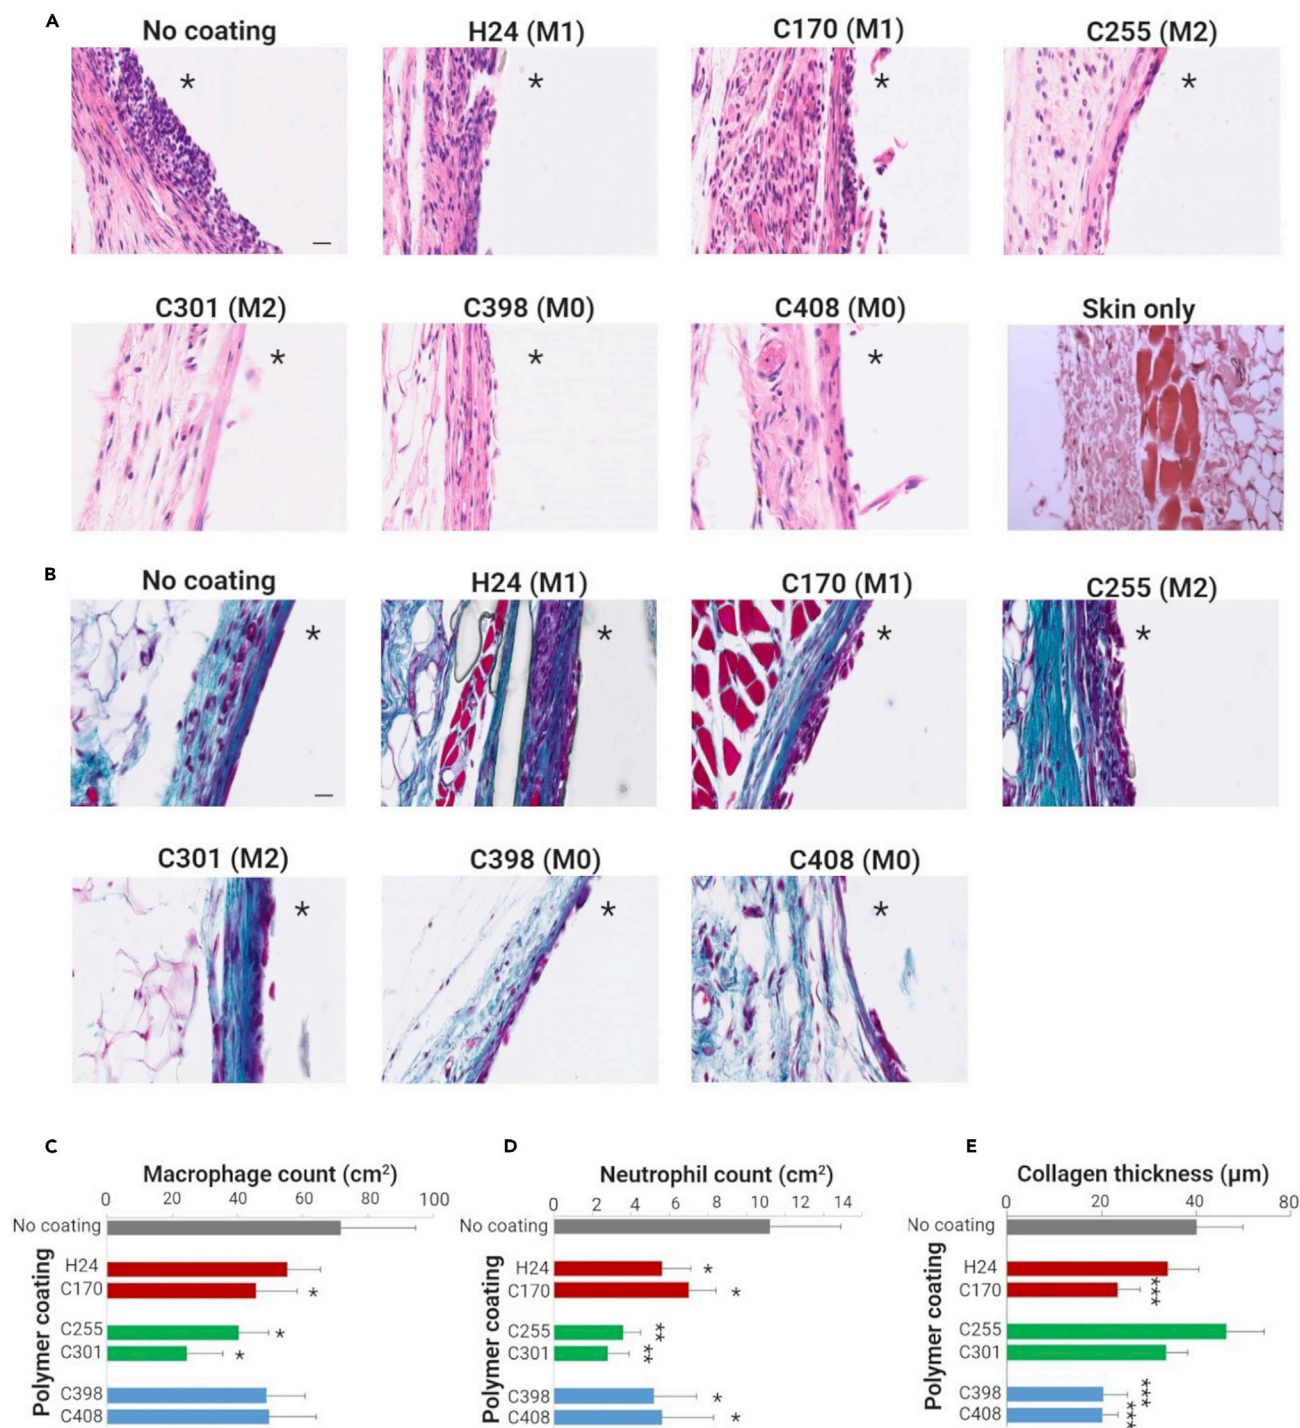 A
No coating
H24 (M1)
C170 (M1)
C255 (M2)
*
*
*
*
C301 (M2)
C398 (M0)
C408 (M0)
Skin only
*
*
*
B
No coating
H24 (M1)
C170 (M1)
C255 (M2)
*
*
*
*
C301 (M2)
C398 (M0)
C408 (M0)
*
*
*
C
Macrophage count (cm²)
0 20 40 60 80 100
No coating
Polymer coating
H24
C170 *
C255 *
C301 *
C398
C408
D
Neutrophil count (cm²)
0 2 4 6 8 10 12 14
No coating
Polymer coating
H24 *
C170 *
C255 **
C301 **
C398 *
C408 *
E
Collagen thickness (µm)
0 20 40 60 80
No coating
Polymer coating
H24
C170 ***
C255
C301
C398 ***
C408 ***